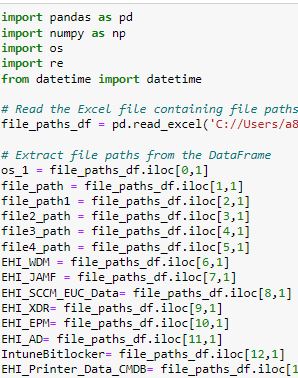 import pandas as pd
import numpy as np
import os
import re
from datetime import datetime
# Read the Excel file containing file paths
file_paths_df = pd.read_excel('C://Users/a8
# Extract file paths from the DataFrame
os_1 = file_paths_df.iloc[0,1]
file_path = file_paths_df.iloc[1,1]
file_path1 = file_paths_df.iloc[2,1]
file2_path = file_paths_df.iloc[3,1]
file3_path = file_paths_df.iloc[4,1]
file4_path = file_paths_df.iloc[5,1]
EHI_WDM = file_paths_df.iloc[6,1]
EHI_JAMF = file_paths_df.iloc[7,1]
EHI_SCCM_EUC_Data= file_paths_df.iloc[8,1]
EHI_XDR= file_paths_df.iloc[9,1]
EHI_EPM= file_paths_df.iloc[10,1]
EHI_AD= file_paths_df.iloc[11,1]
IntuneBitlocker= file_paths_df.iloc[12,1]
EHI_Printer_Data_CMDB= file_paths_df.iloc[1